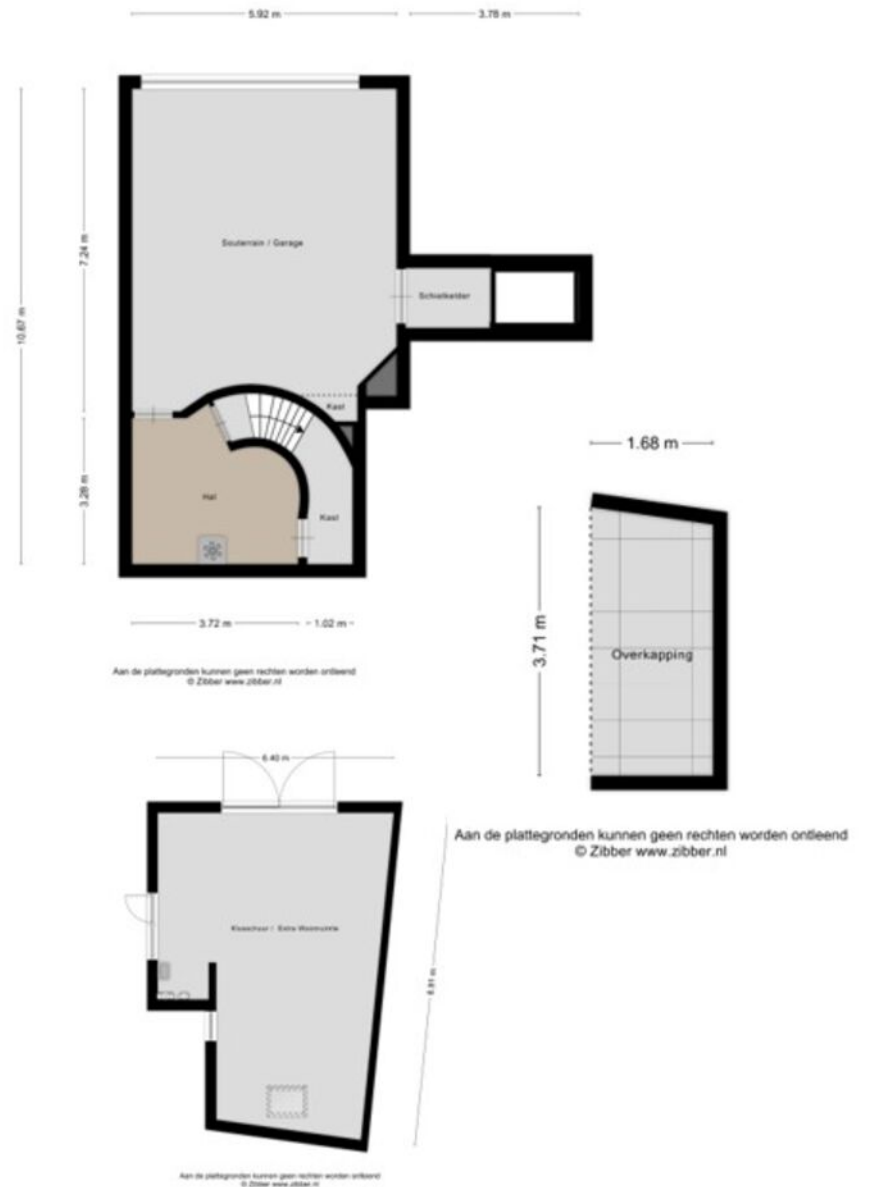 5.92 m
3.78 m
10.67 m
7.24 m
Souterrain / Garage
Schuilkelder
Kast
3.28 m
Hal
Kast
3.72 m
1.02 m
Aan de plattegronden kunnen geen rechten worden ontleend
© Zibber www.zibber.nl
1.68 m
3.71 m
Overkapping
Aan de plattegronden kunnen geen rechten worden ontleend
© Zibber www.zibber.nl
6.40 m
/ Extra Woonruimte
8.91 m
Aan de plattegronden kunnen geen rechten worden ontleend
© Zibber www.zibber.nl